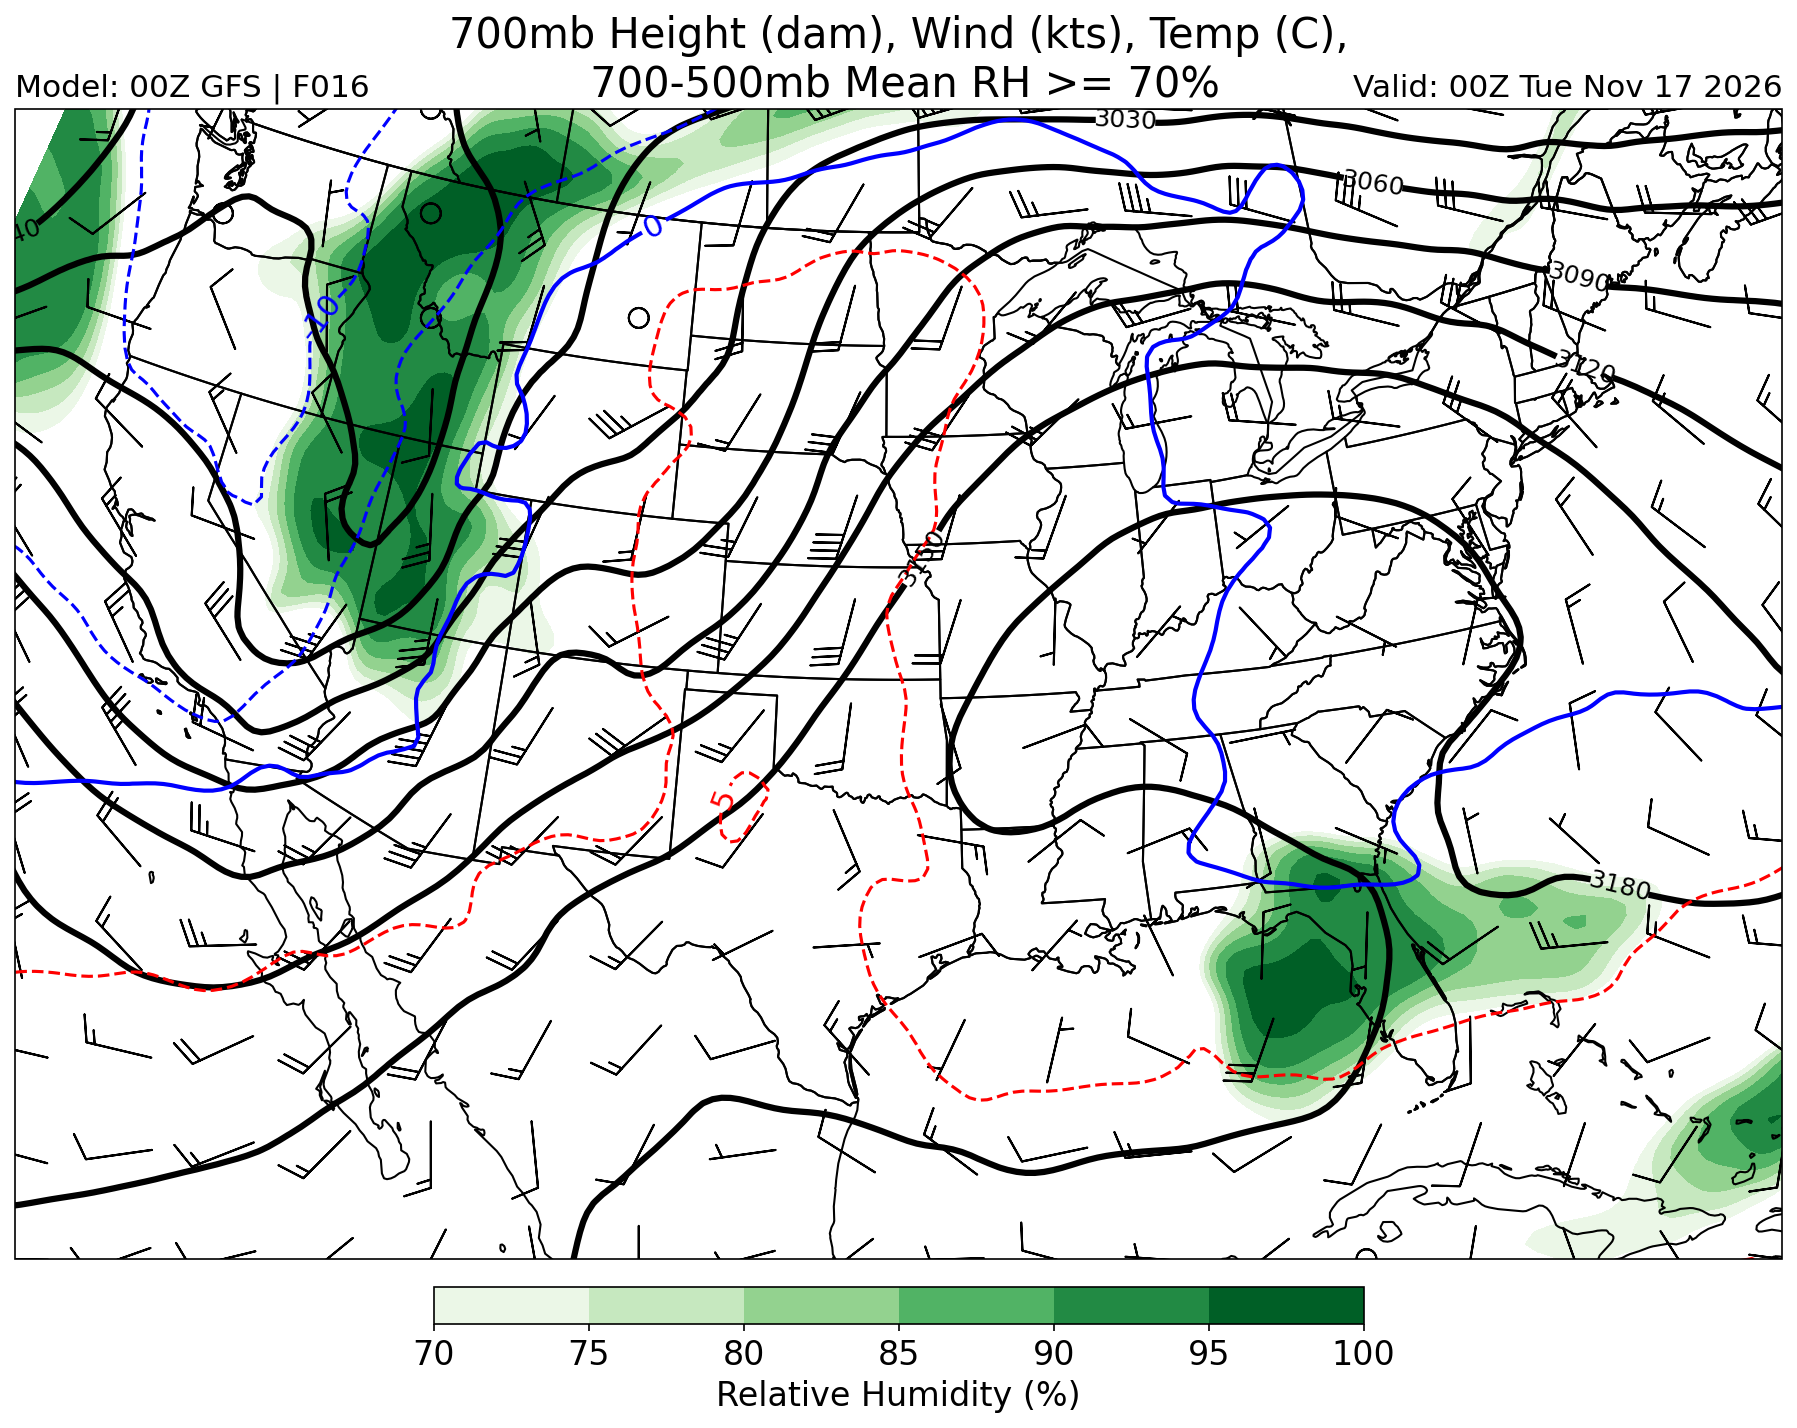 700mb Height (dam), Wind (kts), Temp (C),
Model: 00Z GFS | F016
700-500mb Mean RH >= 70%
Valid: 00Z Tue Nov 17 2026
3030
3060
40
0
3090
-10
3120
3150
5
3180
70 75 80 85 90 95 100
Relative Humidity (%)